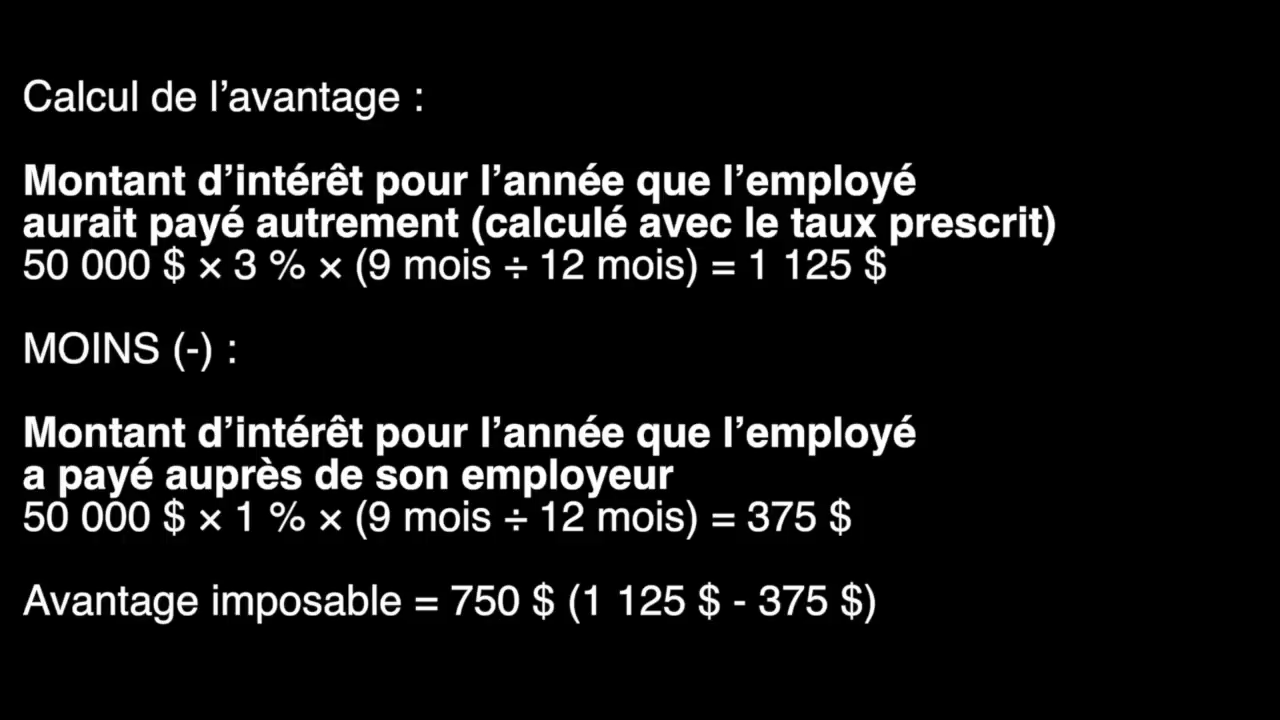 Calcul de l’avantage :
Montant d’intérêt pour l’année que l’employé
aurait payé autrement (calculé avec le taux prescrit)
50 000 $ × 3 % × (9 mois ÷ 12 mois) = 1 125 $
MOINS (-) :
Montant d’intérêt pour l’année que l’employé
a payé auprès de son employeur
50 000 $ × 1 % × (9 mois ÷ 12 mois) = 375 $
Avantage imposable = 750 $ (1 125 $ - 375 $)